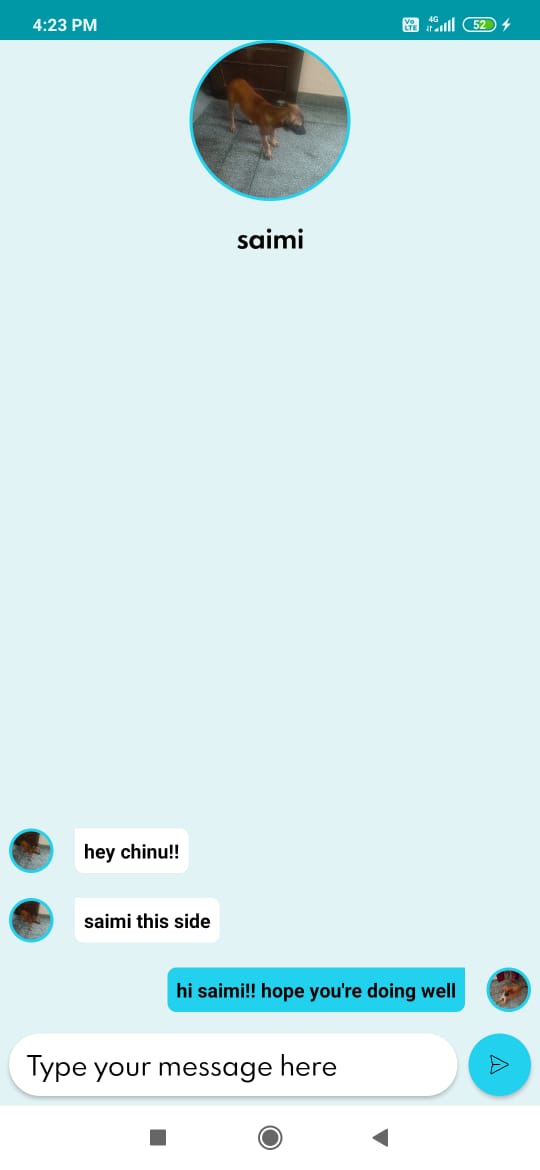 4:23 PM
Vo LTE 4G 52
saimi
hey chinu!!
saimi this side
hi saimi!! hope you're doing well
Type your message here